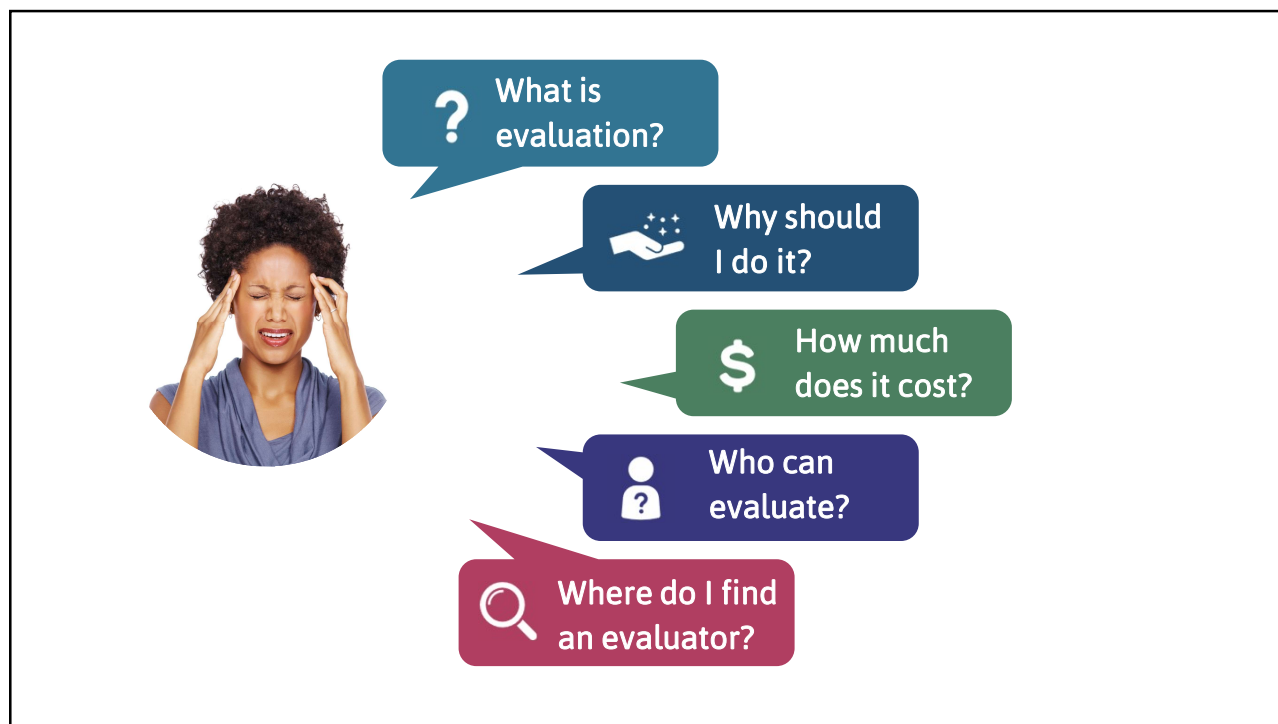 What is
evaluation?
Why should
I do it?
$
How much
does it cost?
?
Who can
evaluate?
Where do I find
an evaluator?